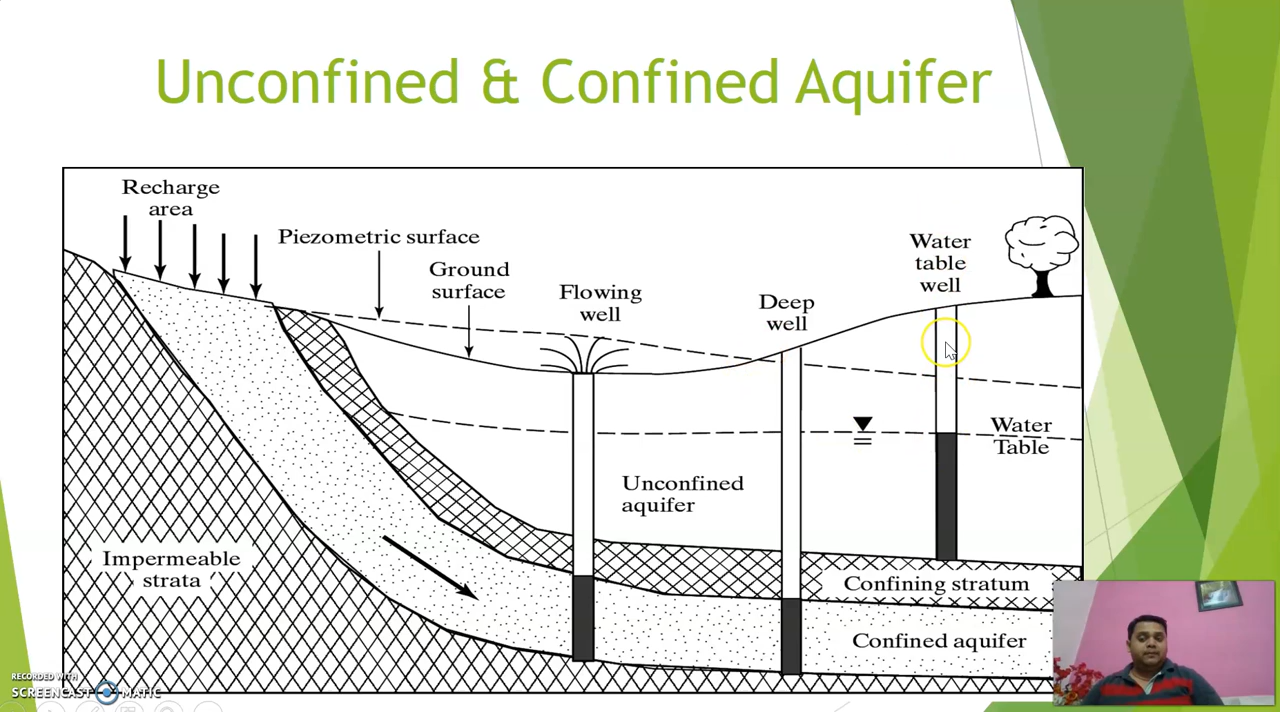 Unconfined & Confined Aquifer
Recharge
area
Piezometric surface
Ground
surface
Flowing
well
Deep
well
Water
table
well
Water
Table
Unconfined
aquifer
Impermeable
strata
Confining stratum
Confined aquifer
RECORDED WITH
SCREENCAST MATIC